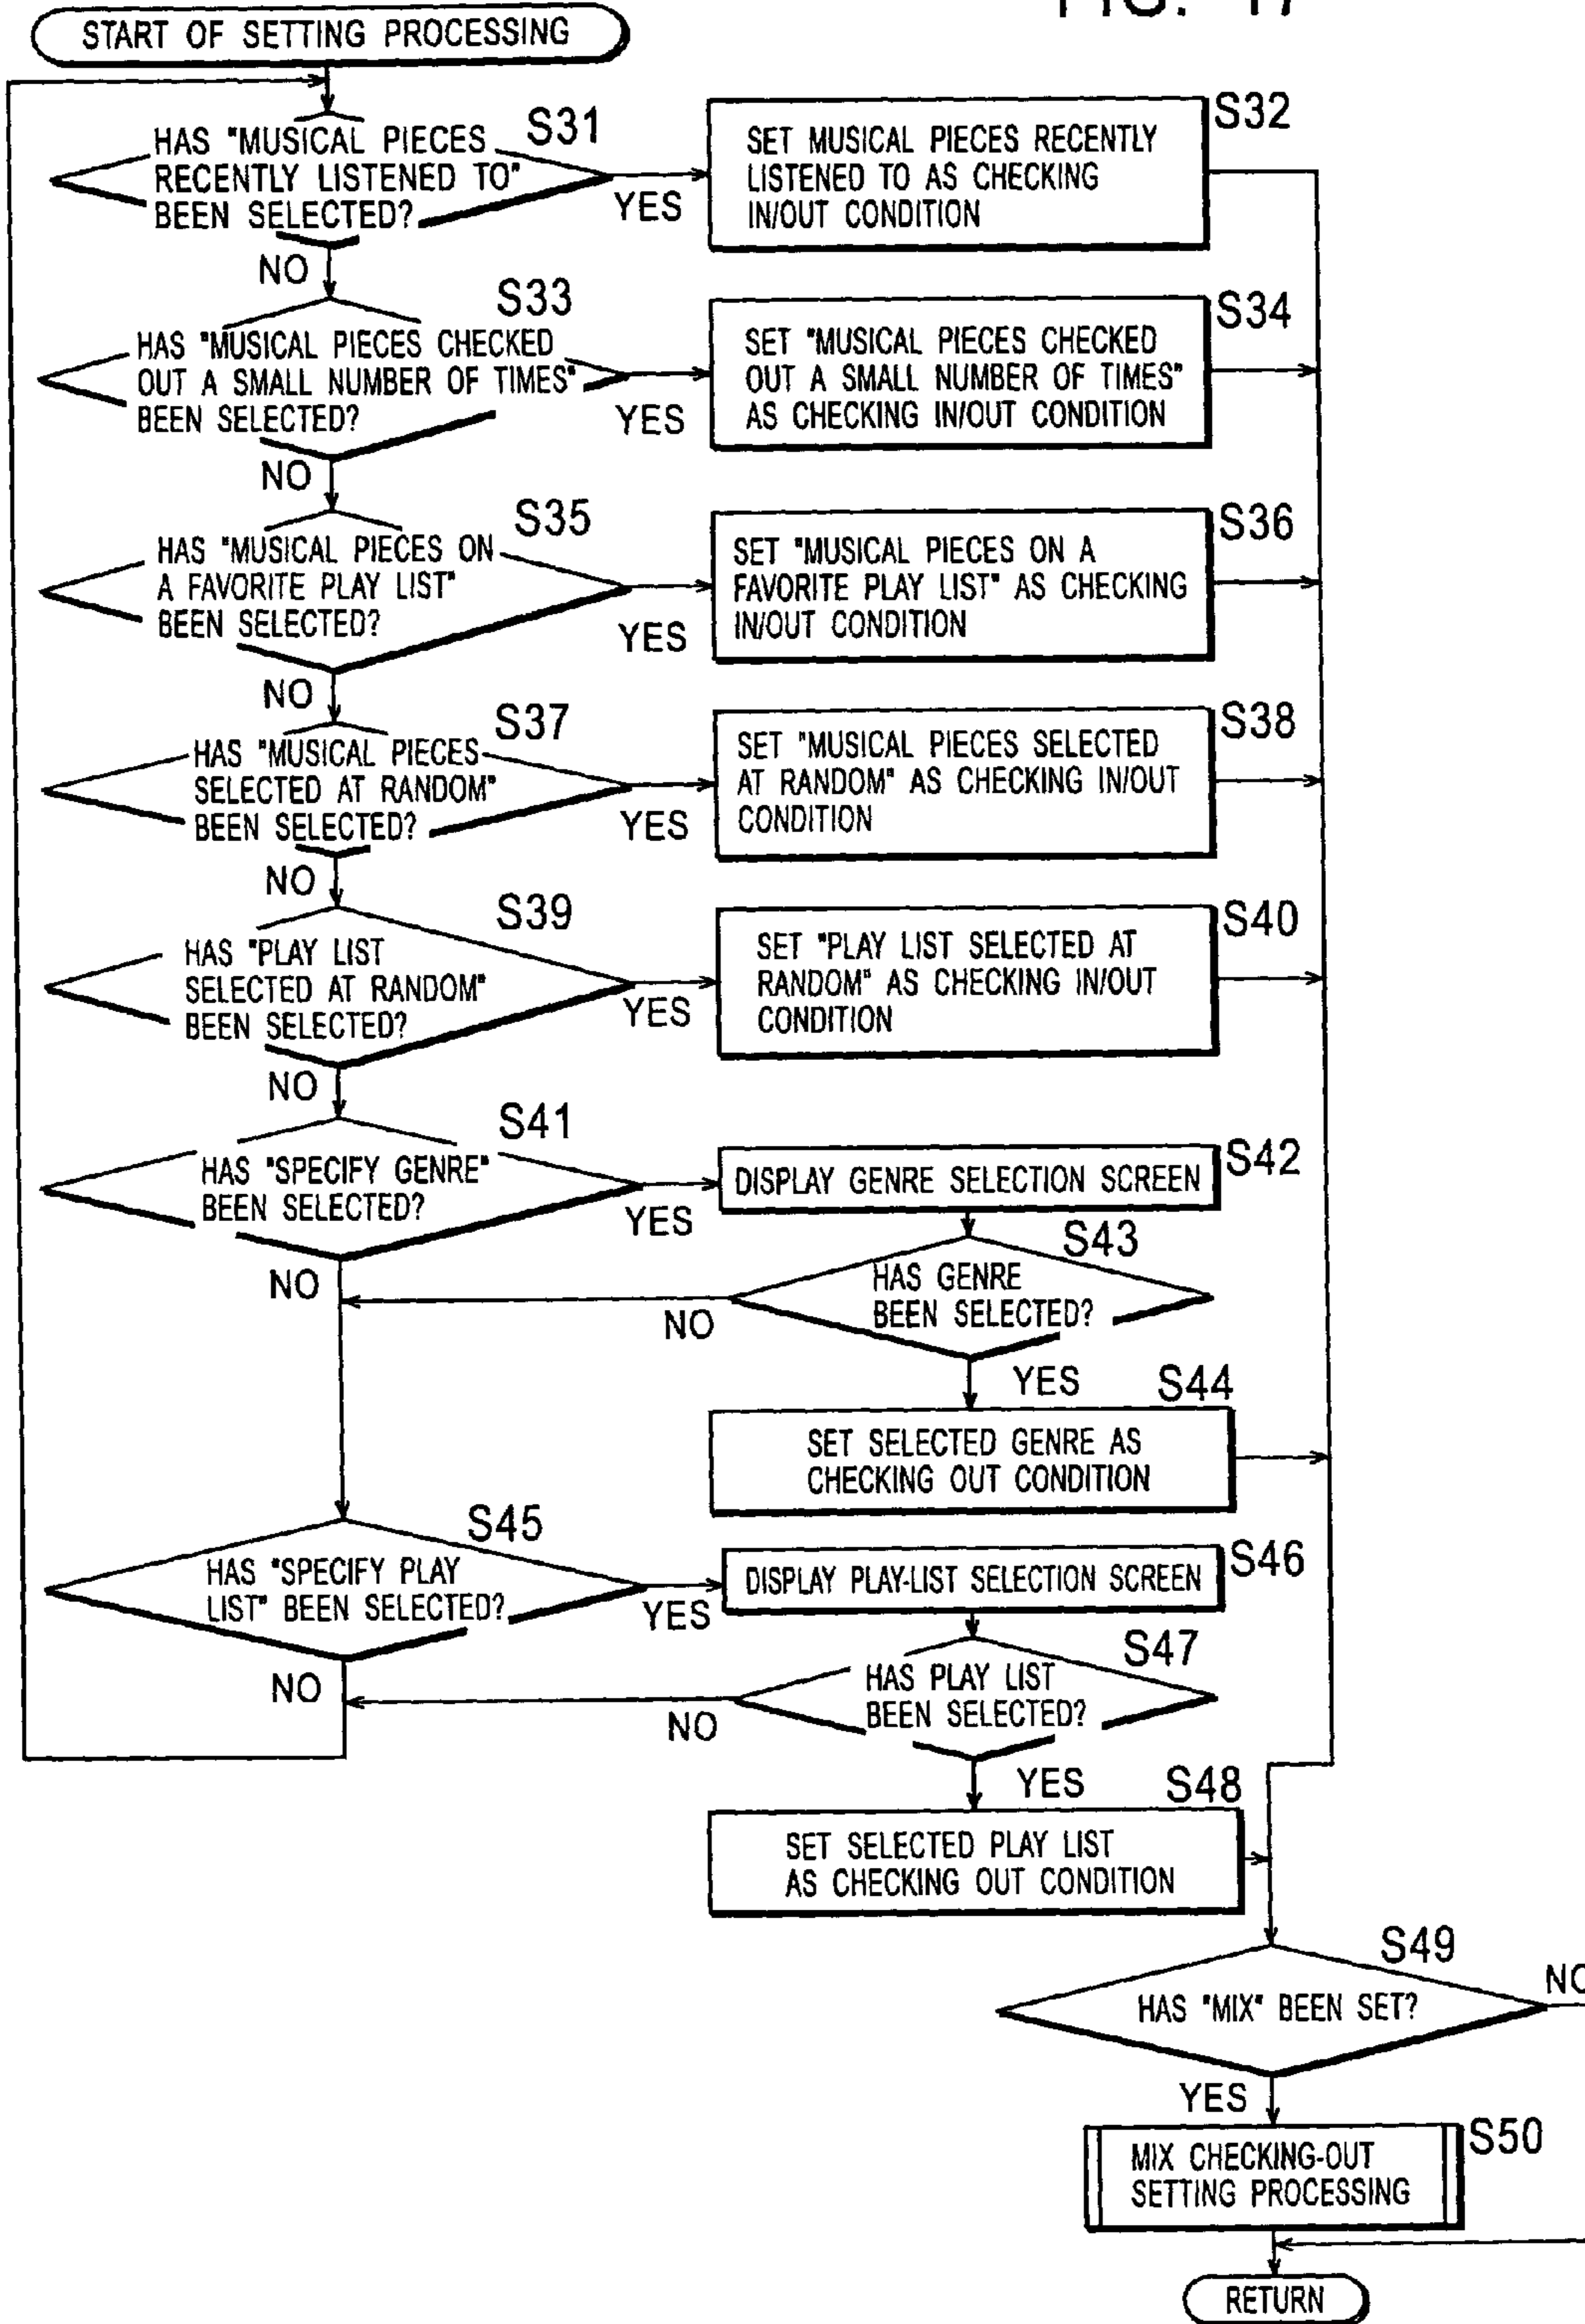 START OF SETTING PROCESSING
HAS "MUSICAL PIECES
RECENTLY LISTENED TO"
BEEN SELECTED?
S31
YES
NO
SET MUSICAL PIECES RECENTLY
LISTENED TO AS CHECKING
IN/OUT CONDITION
S32
HAS "MUSICAL PIECES CHECKED
OUT A SMALL NUMBER OF TIMES"
BEEN SELECTED?
S33
YES
NO
SET "MUSICAL PIECES CHECKED
OUT A SMALL NUMBER OF TIMES"
AS CHECKING IN/OUT CONDITION
S34
HAS "MUSICAL PIECES ON
A FAVORITE PLAY LIST"
BEEN SELECTED?
S35
YES
NO
SET "MUSICAL PIECES ON A
FAVORITE PLAY LIST" AS CHECKING
IN/OUT CONDITION
S36
HAS "MUSICAL PIECES
SELECTED AT RANDOM"
BEEN SELECTED?
S37
YES
NO
SET "MUSICAL PIECES SELECTED
AT RANDOM" AS CHECKING IN/OUT
CONDITION
S38
HAS "PLAY LIST
SELECTED AT RANDOM"
BEEN SELECTED?
S39
YES
NO
SET "PLAY LIST SELECTED AT
RANDOM" AS CHECKING IN/OUT
CONDITION
S40
HAS "SPECIFY GENRE"
BEEN SELECTED?
S41
YES
NO
DISPLAY GENRE SELECTION SCREEN
S42
HAS GENRE
BEEN SELECTED?
S43
NO
YES
SET SELECTED GENRE AS
CHECKING OUT CONDITION
S44
HAS "SPECIFY PLAY
LIST" BEEN SELECTED?
S45
YES
NO
DISPLAY PLAY-LIST SELECTION SCREEN
S46
HAS PLAY LIST
BEEN SELECTED?
S47
NO
YES
SET SELECTED PLAY LIST
AS CHECKING OUT CONDITION
S48
HAS "MIX" BEEN SET?
S49
NO
YES
MIX CHECKING-OUT
SETTING PROCESSING
S50
RETURN